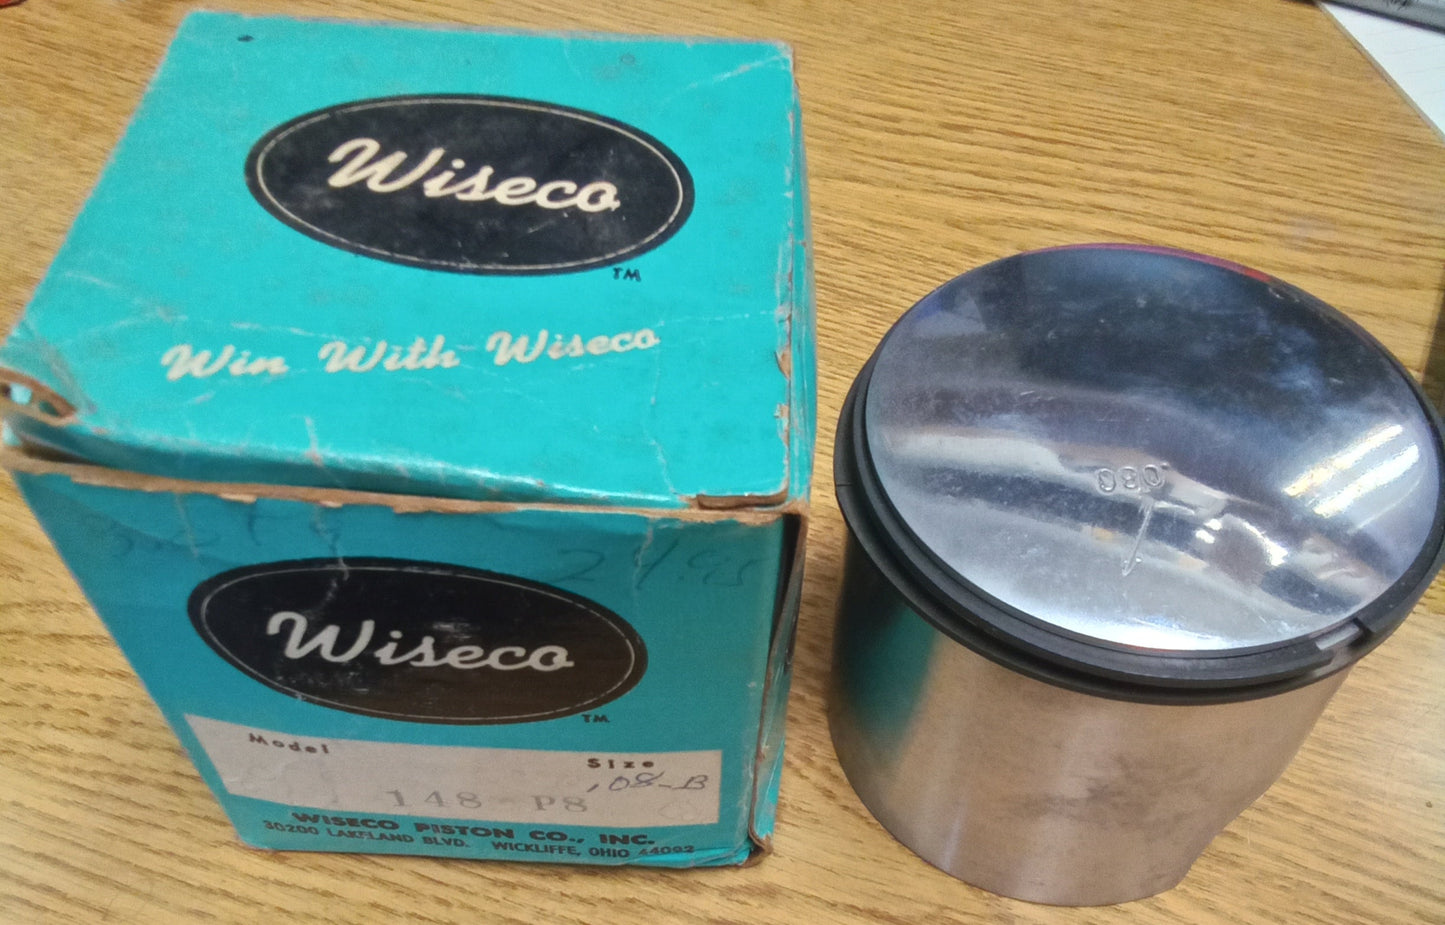 Wiseco
TM
Win With Wiseco
24.95
Wiseco
TM
Model
Size
.08-B
148 P8
WISECO PISTON CO., INC.
30200 LAKELAND BLVD. WICKLIFFE, OHIO 44092
.080